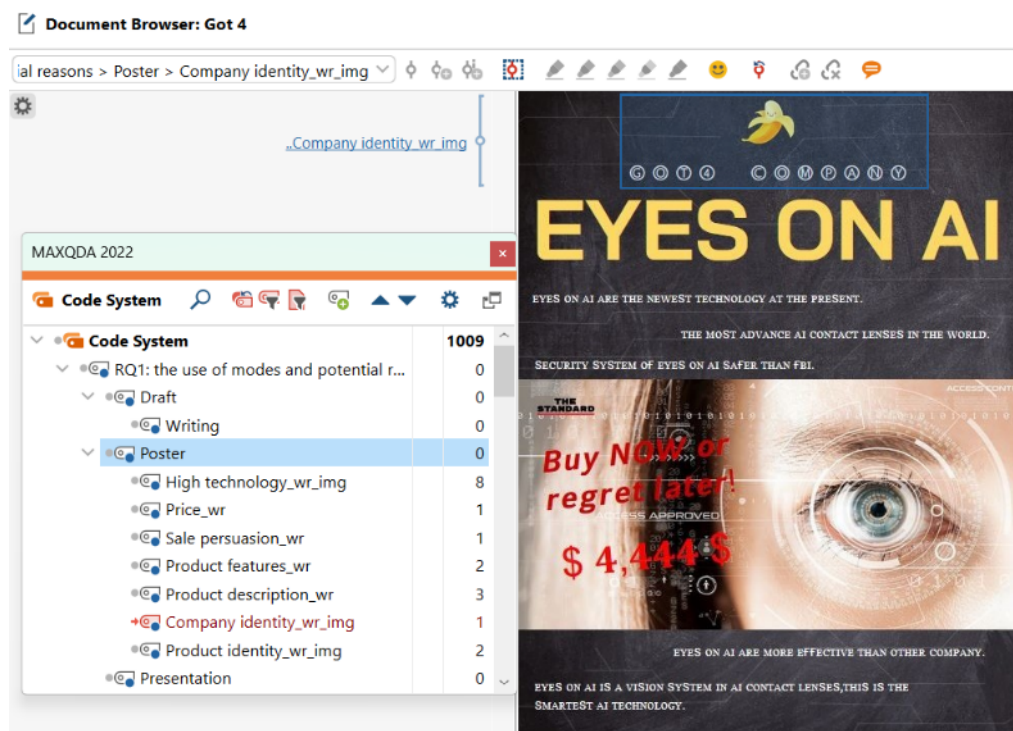 Document Browser: Got 4
ial reasons > Poster > Company identity_wr_img
..Company identity_wr_img
MAXQDA 2022
Code System
Code System 1009
RQ1: the use of modes and potential r... 0
Draft 0
Writing 0
Poster 0
High technology_wr_img 8
Price_wr 1
Sale persuasion_wr 1
Product features_wr 2
Product description_wr 3
Company identity_wr_img 1
Product identity_wr_img 2
Presentation 0
GOT4 COMPANY
EYES ON AI
EYES ON AI ARE THE NEWEST TECHNOLOGY AT THE PRESENT.
THE MOST ADVANCE AI CONTACT LENSES IN THE WORLD.
SECURITY SYSTEM OF EYES ON AI SAFER THAN FBI.
ACCESS CONT
THE
STANDARD
Buy NOW or
regret later!
ACCESS APPROVED
$ 4,444 $
EYES ON AI ARE MORE EFFECTIVE THAN OTHER COMPANY.
EYES ON AI IS A VISION SYSTEM IN AI CONTACT LENSES,THIS IS THE
SMARTEST AI TECHNOLOGY.